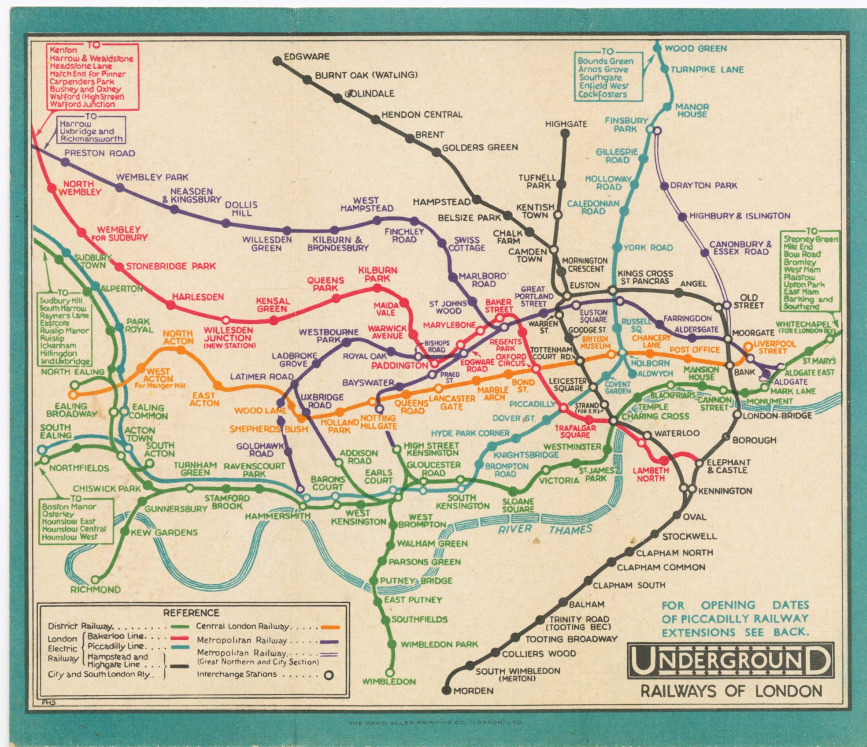 TO
Kenton
Harrow & Wealdstone
Headstone Lane
Hatch End for Pinner
Carpenders Park
Bushey and Oxhey
Watford (High Street)
Watford Junction
TO
Harrow
Uxbridge and
Rickmansworth
PRESTON ROAD
EDGWARE
BURNT OAK (WATLING)
COLINDALE
HENDON CENTRAL
BRENT
GOLDERS GREEN
HIGHGATE
TO
Bounds Green
Arnos Grove
Southgate
Enfield West
Cockfosters
WOOD GREEN
TURNPIKE LANE
MANOR
HOUSE
FINSBURY
PARK
GILLESPIE
ROAD
HOLLOWAY
ROAD
CALEDONIAN
ROAD
YORK ROAD
DRAYTON PARK
HIGHBURY & ISLINGTON
CANONBURY &
ESSEX ROAD
OLD
STREET
TUFNELL
PARK
KENTISH
TOWN
HAMPSTEAD
BELSIZE PARK
CHALK
FARM
CAMDEN
TOWN
MORNINGTON
CRESCENT
EUSTON
KINGS CROSS
ST PANCRAS
ANGEL
WEMBLEY PARK
NEASDEN
& KINGSBURY
DOLLIS
HILL
WILLESDEN
GREEN
KILBURN &
BRONDESBURY
WEST
HAMPSTEAD
FINCHLEY
ROAD
SWISS
COTTAGE
MARLBORO'
ROAD
ST JOHNS
WOOD
NORTH
WEMBLEY
WEMBLEY
FOR SUDBURY
STONEBRIDGE PARK
HARLESDEN
WILLESDEN
JUNCTION
(NEW STATION)
KENSAL
GREEN
QUEENS
PARK
KILBURN
PARK
MAIDA
VALE
WARWICK
AVENUE
PADDINGTON
EDGWARE
ROAD
MARYLEBONE
BAKER
STREET
GREAT
PORTLAND
STREET
REGENTS
PARK
OXFORD
CIRCUS
WARREN
ST.
EUSTON
SQUARE
GOODGE ST.
TOTTENHAM
COURT RD.
RUSSELL
SQ.
FARRINGDON
ALDERSGATE
MOORGATE
LIVERPOOL
STREET
TO
Stepney Green
Mile End
Bow Road
Bromley
West Ham
Plaistow
Upton Park
East Ham
Barking and
Southend
WHITECHAPEL
(FOR E. LONDON RLY)
ST MARY'S
ALDGATE EAST
ALDGATE
MARK LANE
MONUMENT
BANK
CANNON
STREET
MANSION
HOUSE
BLACKFRIARS
TEMPLE
CHARING CROSS
POST OFFICE
CHANCERY
LANE
BRITISH
MUSEUM
HOLBORN
ALDWYCH
COVENT
GARDEN
LEICESTER
SQUARE
STRAND
(FOR S.R.)
TRAFALGAR
SQUARE
PICCADILLY
DOVER ST.
HYDE PARK CORNER
KNIGHTSBRIDGE
BROMPTON
ROAD
BOND
ST.
MARBLE
ARCH
LANCASTER
GATE
QUEENS
ROAD
NOTTING
HILL GATE
HOLLAND
PARK
SHEPHERDS BUSH
WOOD LANE
EAST
ACTON
NORTH
ACTON
WEST
ACTON
For Hanger Hill
EALING
BROADWAY
NORTH EALING
WESTBOURNE
PARK
ROYAL OAK
BISHOPS
ROAD
PRAED
ST.
BAYSWATER
LADBROKE
GROVE
LATIMER ROAD
UXBRIDGE
ROAD
GOLDHAWK
ROAD
SUDBURY
TOWN
ALPERTON
PARK
ROYAL
TO
Sudbury Hill
South Harrow
Rayners Lane
Eastcote
Ruislip Manor
Ruislip
Ickenham
Hillingdon
and Uxbridge
EALING
COMMON
SOUTH
EALING
NORTHFIELDS
ACTON
TOWN
SOUTH
ACTON
TO
Boston Manor
Osterley
Hounslow East
Hounslow Central
Hounslow West
CHISWICK PARK
TURNHAM
GREEN
GUNNERSBURY
KEW GARDENS
RICHMOND
STAMFORD
BROOK
RAVENSCOURT
PARK
HAMMERSMITH
BARONS
COURT
WEST
KENSINGTON
ADDISON
ROAD
EARLS
COURT
HIGH STREET
KENSINGTON
GLOUCESTER
ROAD
SOUTH
KENSINGTON
SLOANE
SQUARE
VICTORIA
ST. JAMES
PARK
WESTMINSTER
WATERLOO
LAMBETH
NORTH
ELEPHANT
& CASTLE
BOROUGH
LONDON BRIDGE
KENNINGTON
OVAL
STOCKWELL
CLAPHAM NORTH
CLAPHAM COMMON
CLAPHAM SOUTH
BALHAM
TRINITY ROAD
(TOOTING BEC)
TOOTING BROADWAY
COLLIERS WOOD
SOUTH WIMBLEDON
(MERTON)
MORDEN
WEST
BROMPTON
WALHAM GREEN
PARSONS GREEN
PUTNEY BRIDGE
EAST PUTNEY
SOUTHFIELDS
WIMBLEDON PARK
WIMBLEDON
RIVER THAMES
REFERENCE
District Railway
London
Electric
Railway
Bakerloo Line
Piccadilly Line
Hampstead and
Highgate Line
City and South London Rly.
Central London Railway
Metropolitan Railway
Metropolitan Railway
(Great Northern and City Section)
Interchange Stations
FHS
FOR OPENING DATES
OF PICCADILLY RAILWAY
EXTENSIONS SEE BACK.
UNDERGROUND
RAILWAYS OF LONDON
THE DAVID ALLEN PRINTING CO. (LONDON) LTD.